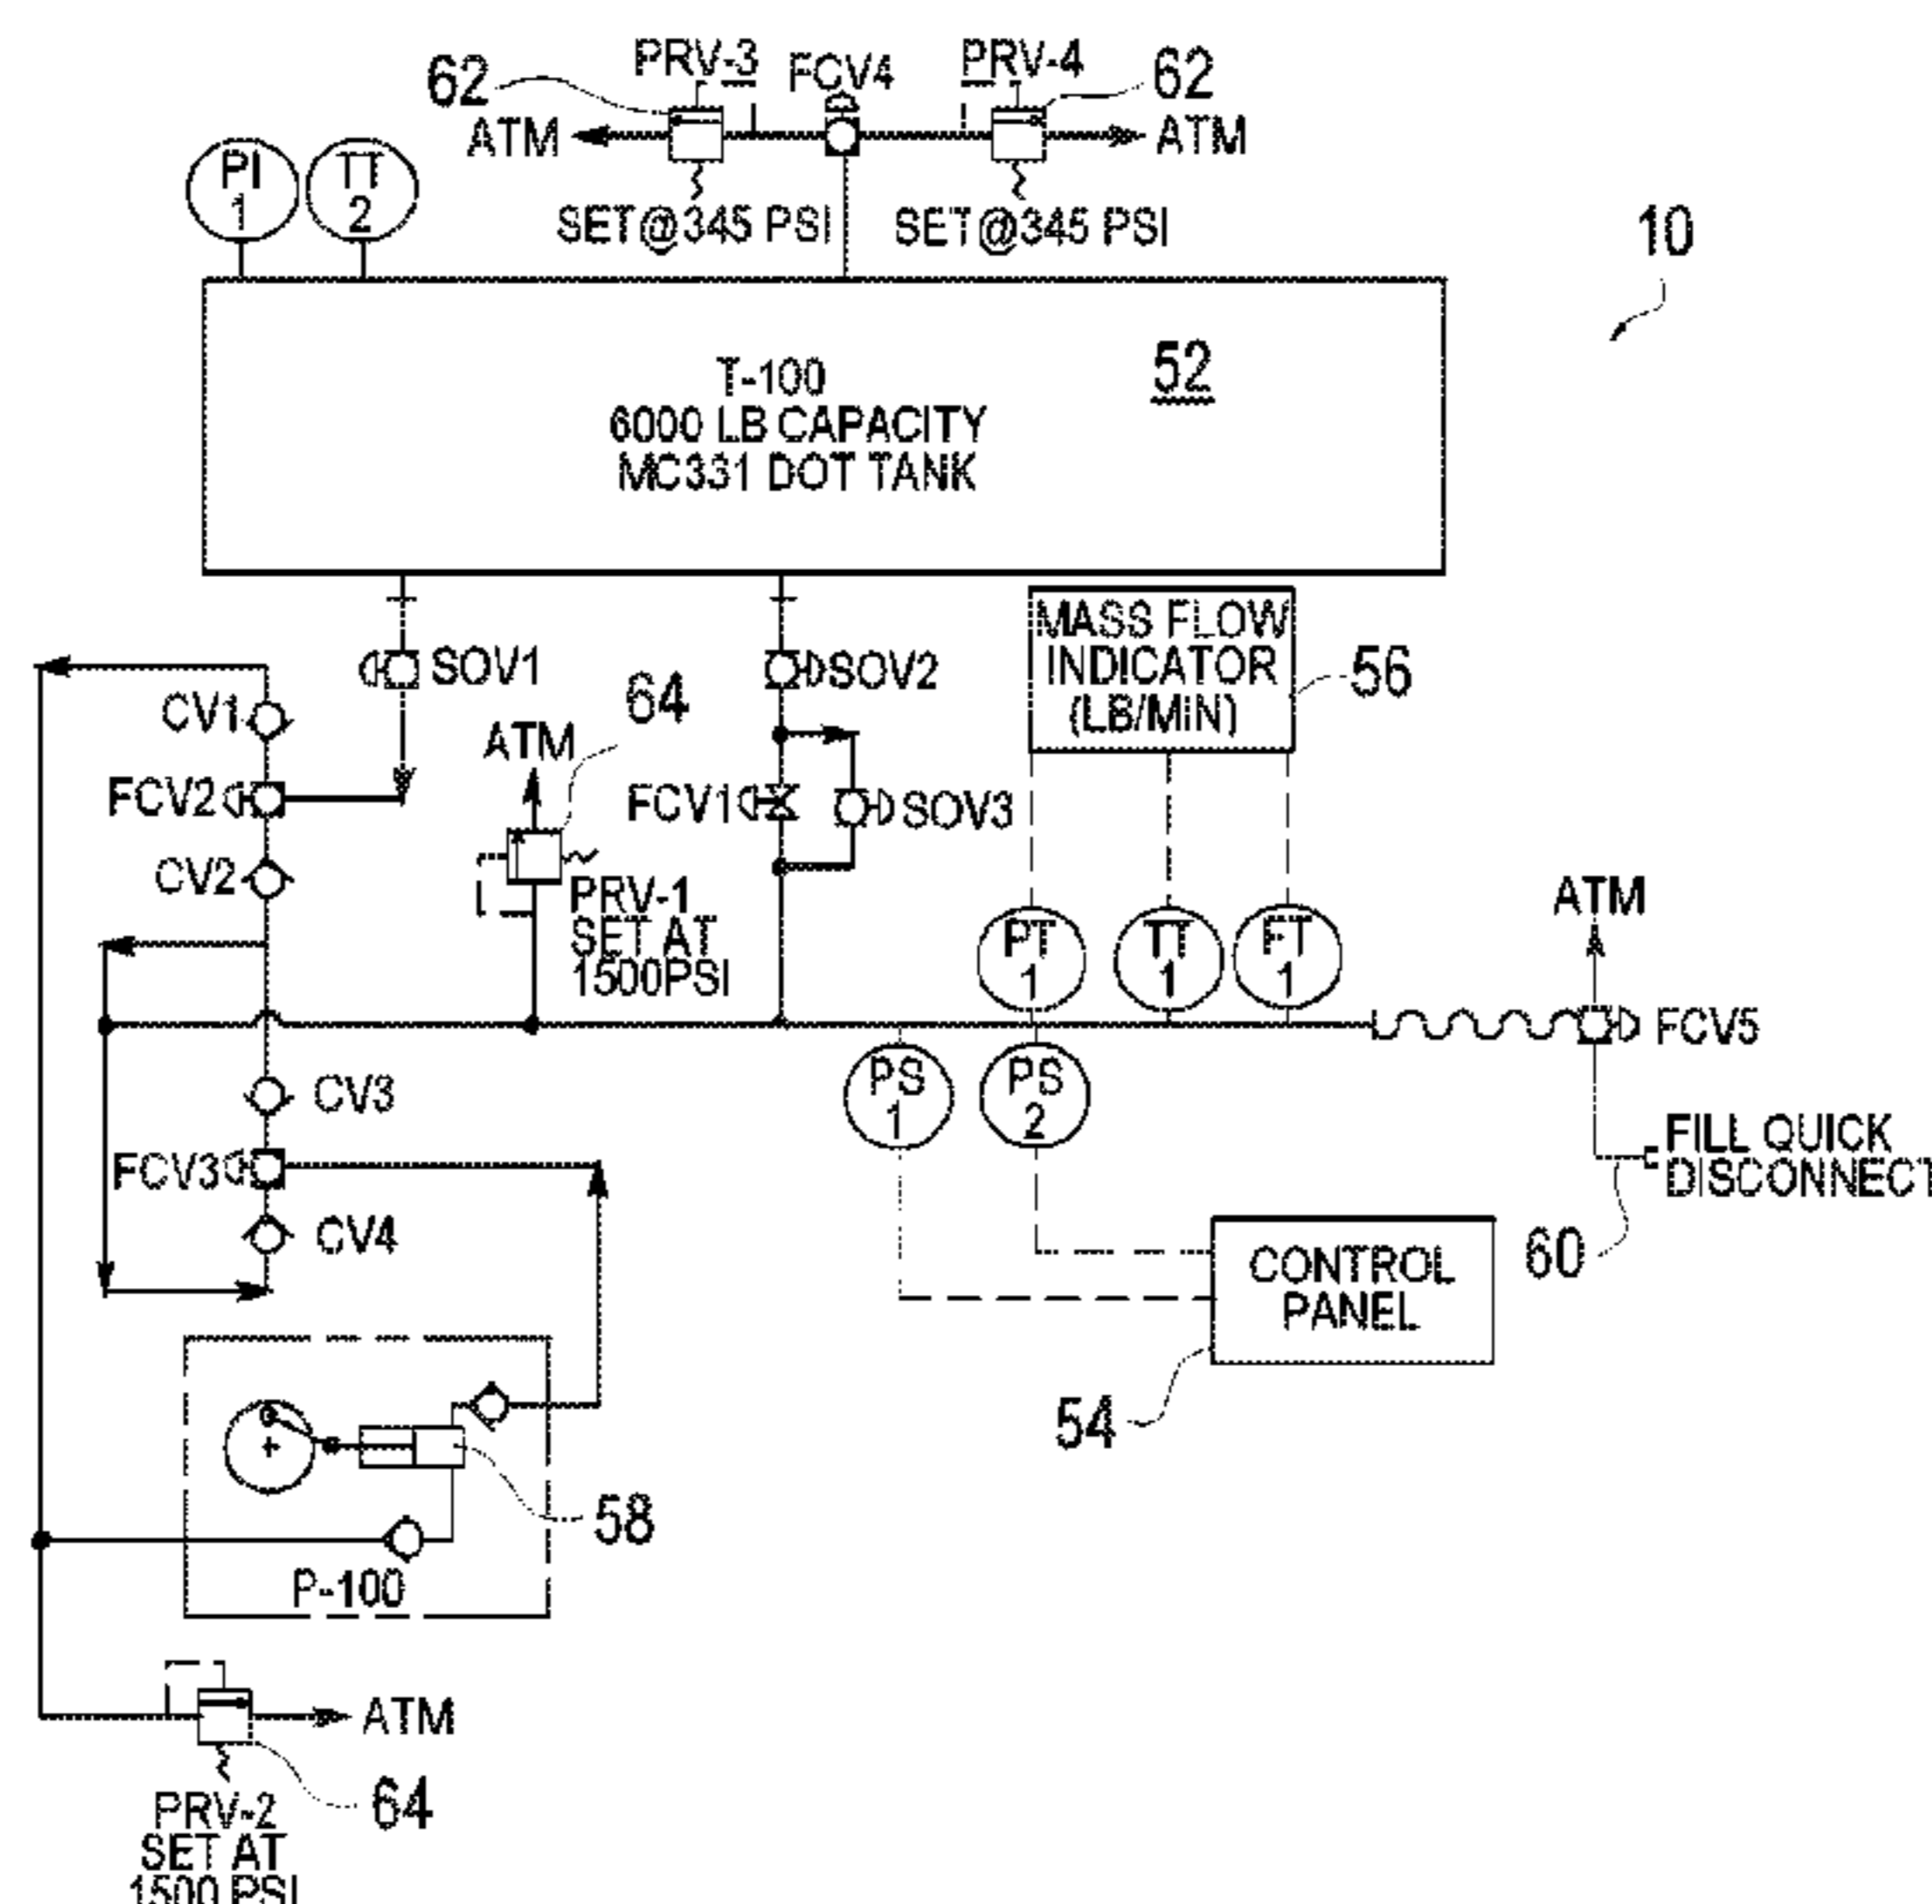 PRV-3
FCV4
PRV-4
62
62
ATM
ATM
PI
1
TT
2
SET@345 PSI
SET@345 PSI
10
T-100
52
6000 LB CAPACITY
MC331 DOT TANK
MASS FLOW
INDICATOR
(LB/MIN)
56
SOV1
SOV2
64
CV1
ATM
FCV2
FCV1
SOV3
CV2
PRV-1
SET AT
1500PSI
PT
1
TT
1
FT
1
ATM
FCV5
PS
1
PS
2
CV3
FILL QUICK
DISCONNECT
FCV3
CV4
60
CONTROL
PANEL
54
58
P-100
ATM
64
PRV-2
SET AT
1500 PSI